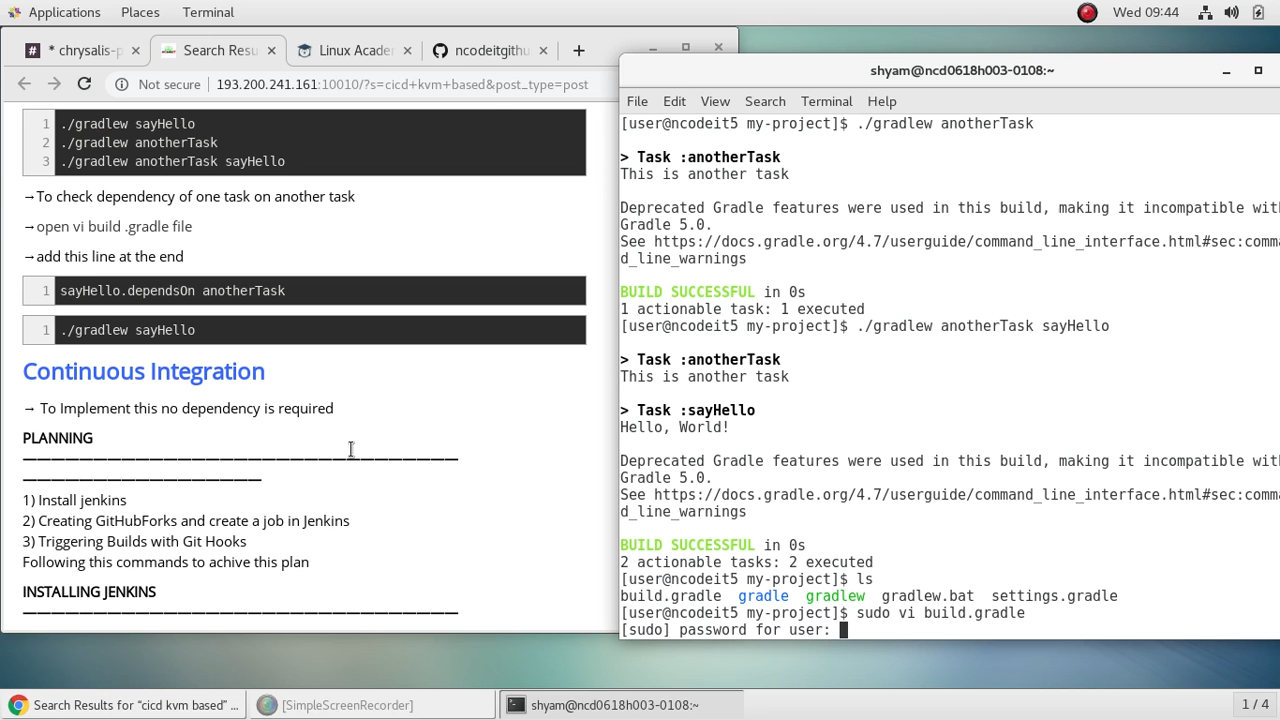 Applications Places Terminal Wed 09:44
* chrysalis-p
Search Resu
Linux Acade
ncodeitgith
Not secure 193.200.241.161:10010/?s=cicd+kvm+based&post_type=post
1 ./gradlew sayHello
2 ./gradlew anotherTask
3 ./gradlew anotherTask sayHello
→To check dependency of one task on another task
→open vi build .gradle file
→add this line at the end
1 sayHello.dependsOn anotherTask
1 ./gradlew sayHello
Continuous Integration
→ To Implement this no dependency is required
PLANNING
—————————————————————————————
————————————————
1) Install jenkins
2) Creating GitHubForks and create a job in Jenkins
3) Triggering Builds with Git Hooks
Following this commands to achive this plan
INSTALLING JENKINS
—————————————————————————————
shyam@ncd0618h003-0108:~
File Edit View Search Terminal Help
[user@ncodeit5 my-project]$ ./gradlew anotherTask
> Task :anotherTask
This is another task
Deprecated Gradle features were used in this build, making it incompatible with
Gradle 5.0.
See https://docs.gradle.org/4.7/userguide/command_line_interface.html#sec:comm
d_line_warnings
BUILD SUCCESSFUL in 0s
1 actionable task: 1 executed
[user@ncodeit5 my-project]$ ./gradlew anotherTask sayHello
> Task :anotherTask
This is another task
> Task :sayHello
Hello, World!
Deprecated Gradle features were used in this build, making it incompatible with
Gradle 5.0.
See https://docs.gradle.org/4.7/userguide/command_line_interface.html#sec:comm
d_line_warnings
BUILD SUCCESSFUL in 0s
2 actionable tasks: 2 executed
[user@ncodeit5 my-project]$ ls
build.gradle gradle gradlew gradlew.bat settings.gradle
[user@ncodeit5 my-project]$ sudo vi build.gradle
[sudo] password for user:
Search Results for “cicd kvm based” ...
[SimpleScreenRecorder]
shyam@ncd0618h003-0108:~
1 / 4